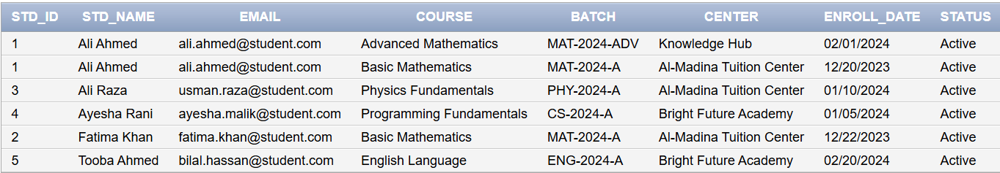 STD_ID STD_NAME EMAIL COURSE BATCH CENTER ENROLL_DATE STATUS
1 Ali Ahmed ali.ahmed@student.com Advanced Mathematics MAT-2024-ADV Knowledge Hub 02/01/2024 Active
1 Ali Ahmed ali.ahmed@student.com Basic Mathematics MAT-2024-A Al-Madina Tuition Center 12/20/2023 Active
3 Ali Raza usman.raza@student.com Physics Fundamentals PHY-2024-A Al-Madina Tuition Center 01/10/2024 Active
4 Ayesha Rani ayesha.malik@student.com Programming Fundamentals CS-2024-A Bright Future Academy 01/05/2024 Active
2 Fatima Khan fatima.khan@student.com Basic Mathematics MAT-2024-A Al-Madina Tuition Center 12/22/2023 Active
5 Tooba Ahmed bilal.hassan@student.com English Language ENG-2024-A Bright Future Academy 02/20/2024 Active